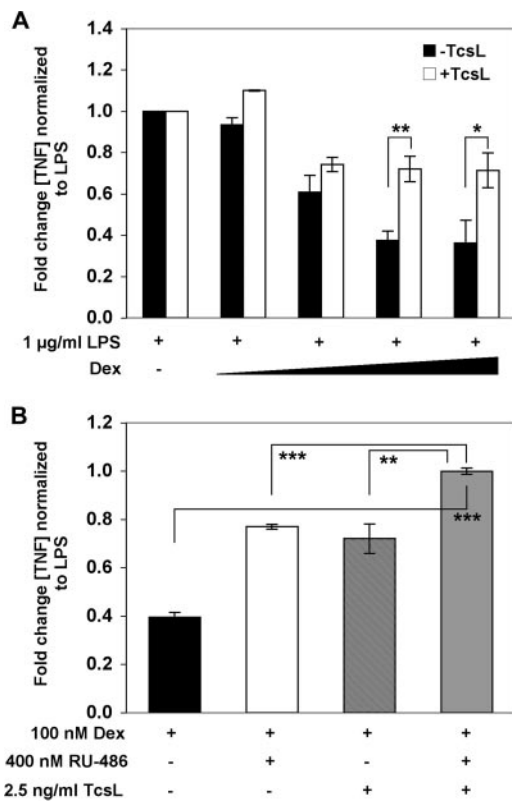 A
1.4
1.2
1.0
0.8
0.6
0.4
0.2
0.0
Fold change [TNF] normalized
to LPS
-TcsL
+TcsL
**
*
1 µg/ml LPS + + + + +
Dex -
B
1.2
1.0
0.8
0.6
0.4
0.2
0.0
Fold change [TNF] normalized
to LPS
***
**
***
100 nM Dex + + + +
400 nM RU-486 - + - +
2.5 ng/ml TcsL - - + +